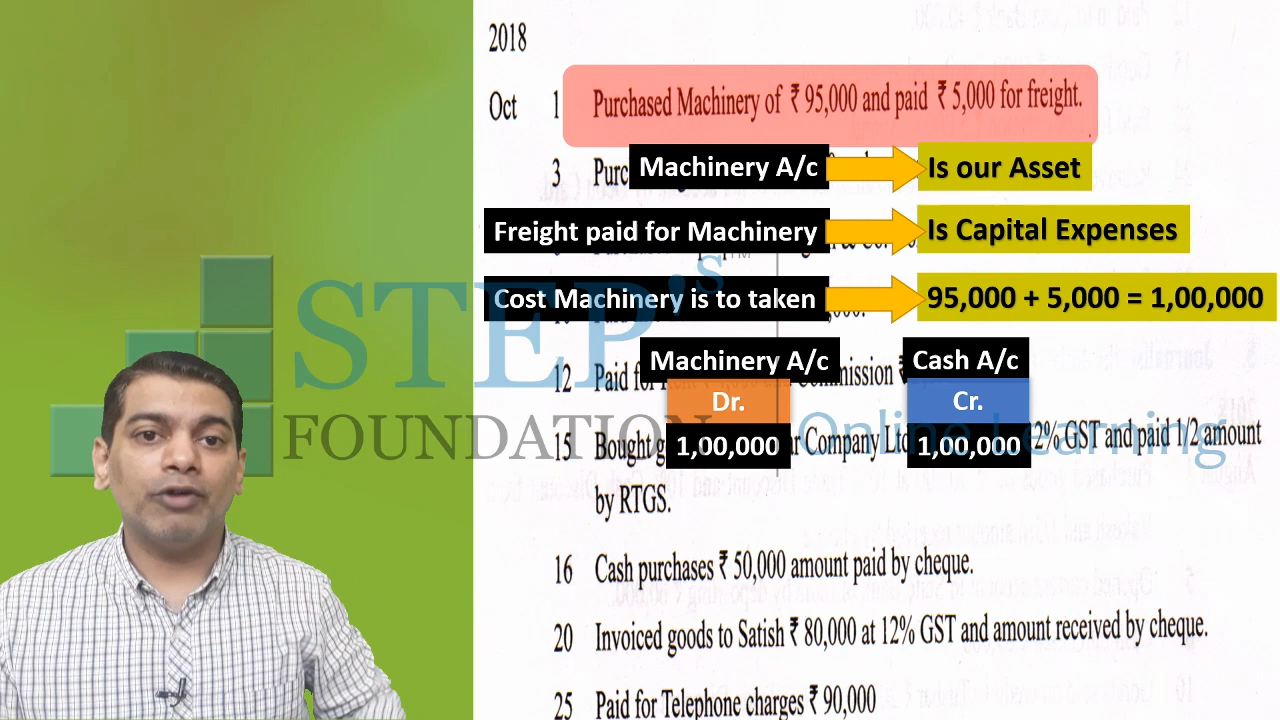 2018
Oct 1 Purchased Machinery of ₹ 95,000 and paid ₹ 5,000 for freight.
3 Purc
Machinery A/c Is our Asset
Freight paid for Machinery Is Capital Expenses
Cost Machinery is to taken 95,000 + 5,000 = 1,00,000
STEP's
FOUNDATION Online Learning
Machinery A/c Cash A/c
12 Paid for
Dr. Cr.
1,00,000 1,00,000
15 Bought Company Ltd 2% GST and paid 1/2 amount
by RTGS.
16 Cash purchases ₹ 50,000 amount paid by cheque.
20 Invoiced goods to Satish ₹ 80,000 at 12% GST and amount received by cheque.
25 Paid for Telephone charges ₹ 90,000